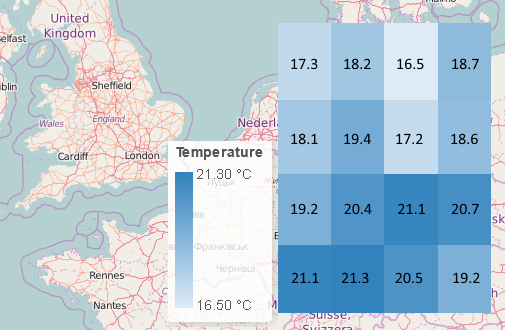 United
Kingdom
elfast
blin
Sheffield
Wales
England
Cardiff
London
Nederl
Rennes
Nantes
Suisse,
Svizzera
Temperature
21.30 °C
16.50 °C
Луцьк
Франківськ
Чернівці
17.3 18.2 16.5 18.7
18.1 19.4 17.2 18.6
19.2 20.4 21.1 20.7
21.1 21.3 20.5 19.2